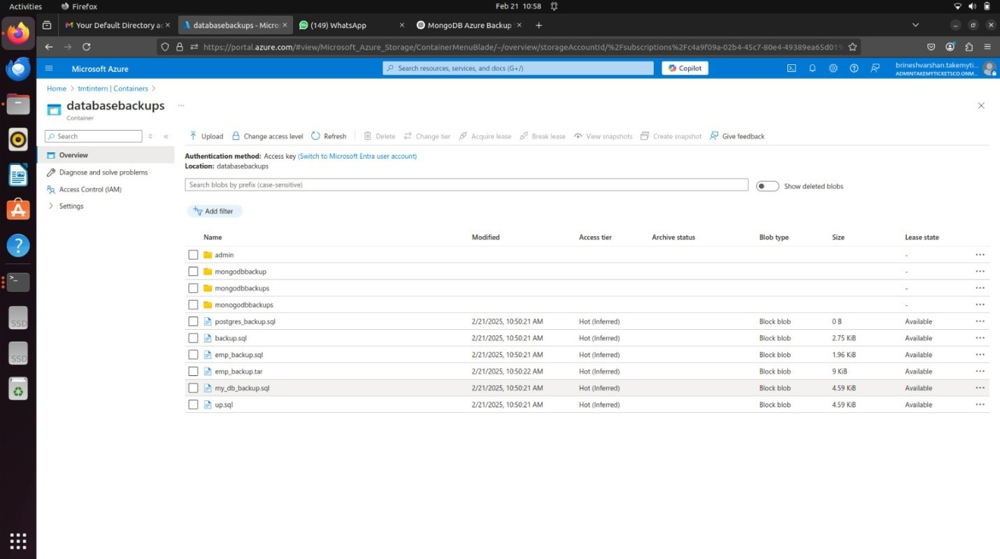 Activities Firefox Feb 21 10:58
Your Default Directory ac databasebackups - Micros (149) WhatsApp MongoDB Azure Backup
https://portal.azure.com/#view/Microsoft_Azure_Storage/ContainerMenuBlade/~/overview/storageAccountId/%2Fsubscriptions%2Fc4a9f09a-02b4-45c7-80e4-49389ea65d019
Microsoft Azure Search resources, services, and docs (G+/) Copilot brineshvarshan.takemyti...
ADMINTAKEMYTICKETSCO.ONM...
Home > tmtintern | Containers >
databasebackups ...
Container
Search Upload Change access level Refresh Delete Change tier Acquire lease Break lease View snapshots Create snapshot Give feedback
Overview
Diagnose and solve problems
Access Control (IAM)
Settings
Authentication method: Access key (Switch to Microsoft Entra user account)
Location: databasebackups
Search blobs by prefix (case-sensitive) Show deleted blobs
Add filter
Name Modified Access tier Archive status Blob type Size Lease state
admin - ...
mongodbbackup - ...
mongodbbackups - ...
monogodbbackups - ...
postgres_backup.sql 2/21/2025, 10:50:21 AM Hot (Inferred) Block blob 0 B Available ...
backup.sql 2/21/2025, 10:50:21 AM Hot (Inferred) Block blob 2.75 KiB Available ...
emp_backup.sql 2/21/2025, 10:50:21 AM Hot (Inferred) Block blob 1.96 KiB Available ...
emp_backup.tar 2/21/2025, 10:50:22 AM Hot (Inferred) Block blob 9 KiB Available ...
my_db_backup.sql 2/21/2025, 10:50:21 AM Hot (Inferred) Block blob 4.59 KiB Available ...
up.sql 2/21/2025, 10:50:21 AM Hot (Inferred) Block blob 4.59 KiB Available ...
SSD
SSD